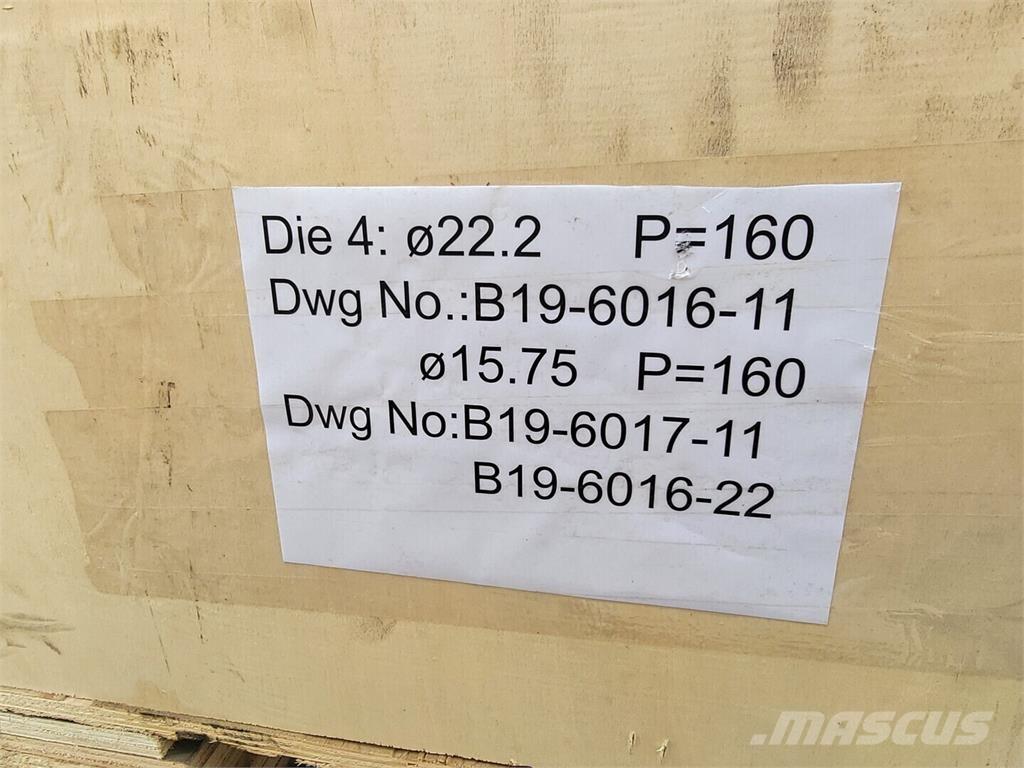 Die 4: ø22.2 P=160
Dwg No.:B19-6016-11
ø15.75 P=160
Dwg No:B19-6017-11
B19-6016-22
MASCUS